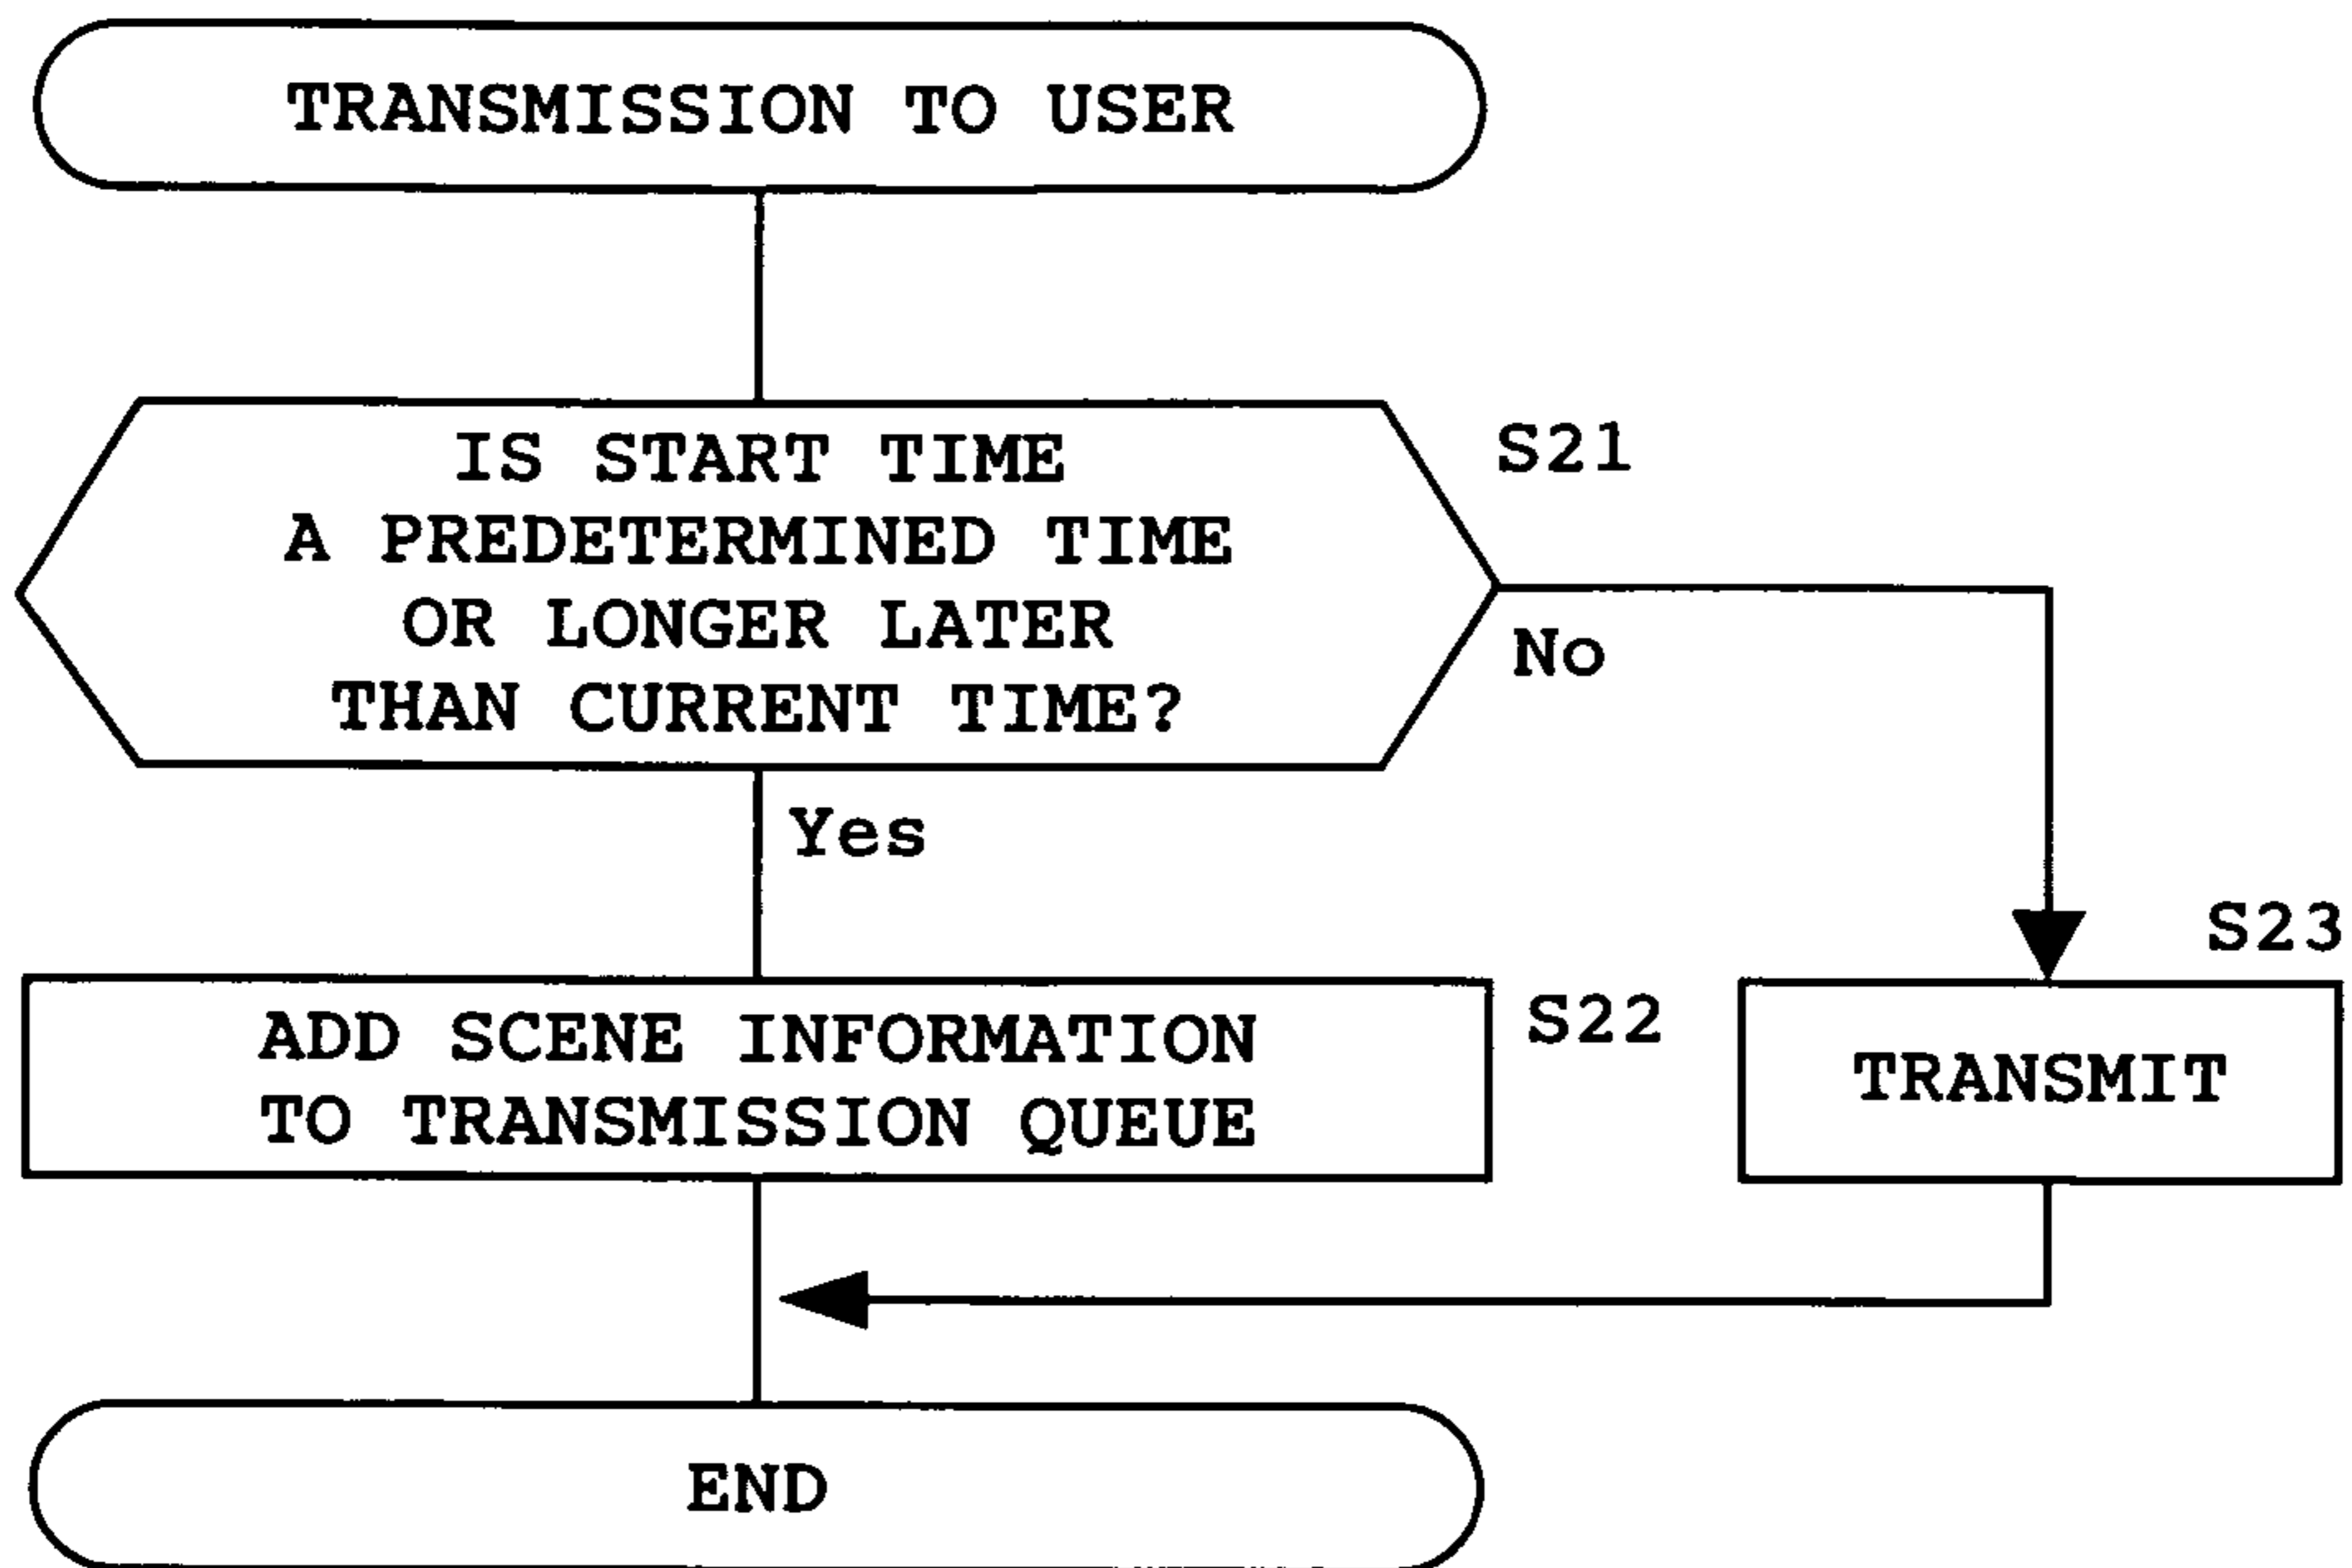 TRANSMISSION TO USER
IS START TIME
A PREDETERMINED TIME
OR LONGER LATER
THAN CURRENT TIME?
S21
No
Yes
S23
ADD SCENE INFORMATION
TO TRANSMISSION QUEUE
S22
TRANSMIT
END